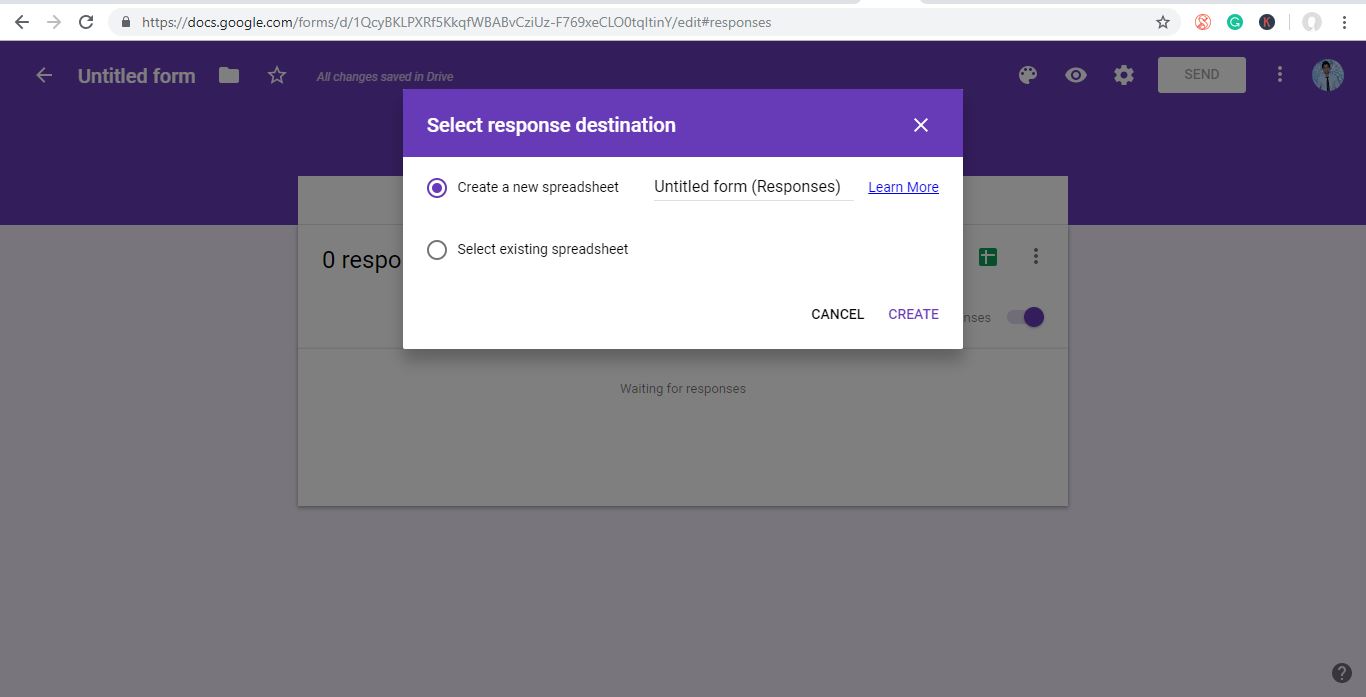 https://docs.google.com/forms/d/1QcyBKLPXRf5KkqfWBABvCziUz-F769xeCLO0tqItinY/edit#responses
Untitled form
All changes saved in Drive
SEND
Select response destination
Create a new spreadsheet
Untitled form (Responses)
Learn More
Select existing spreadsheet
0 respo
CANCEL
CREATE
nses
Waiting for responses